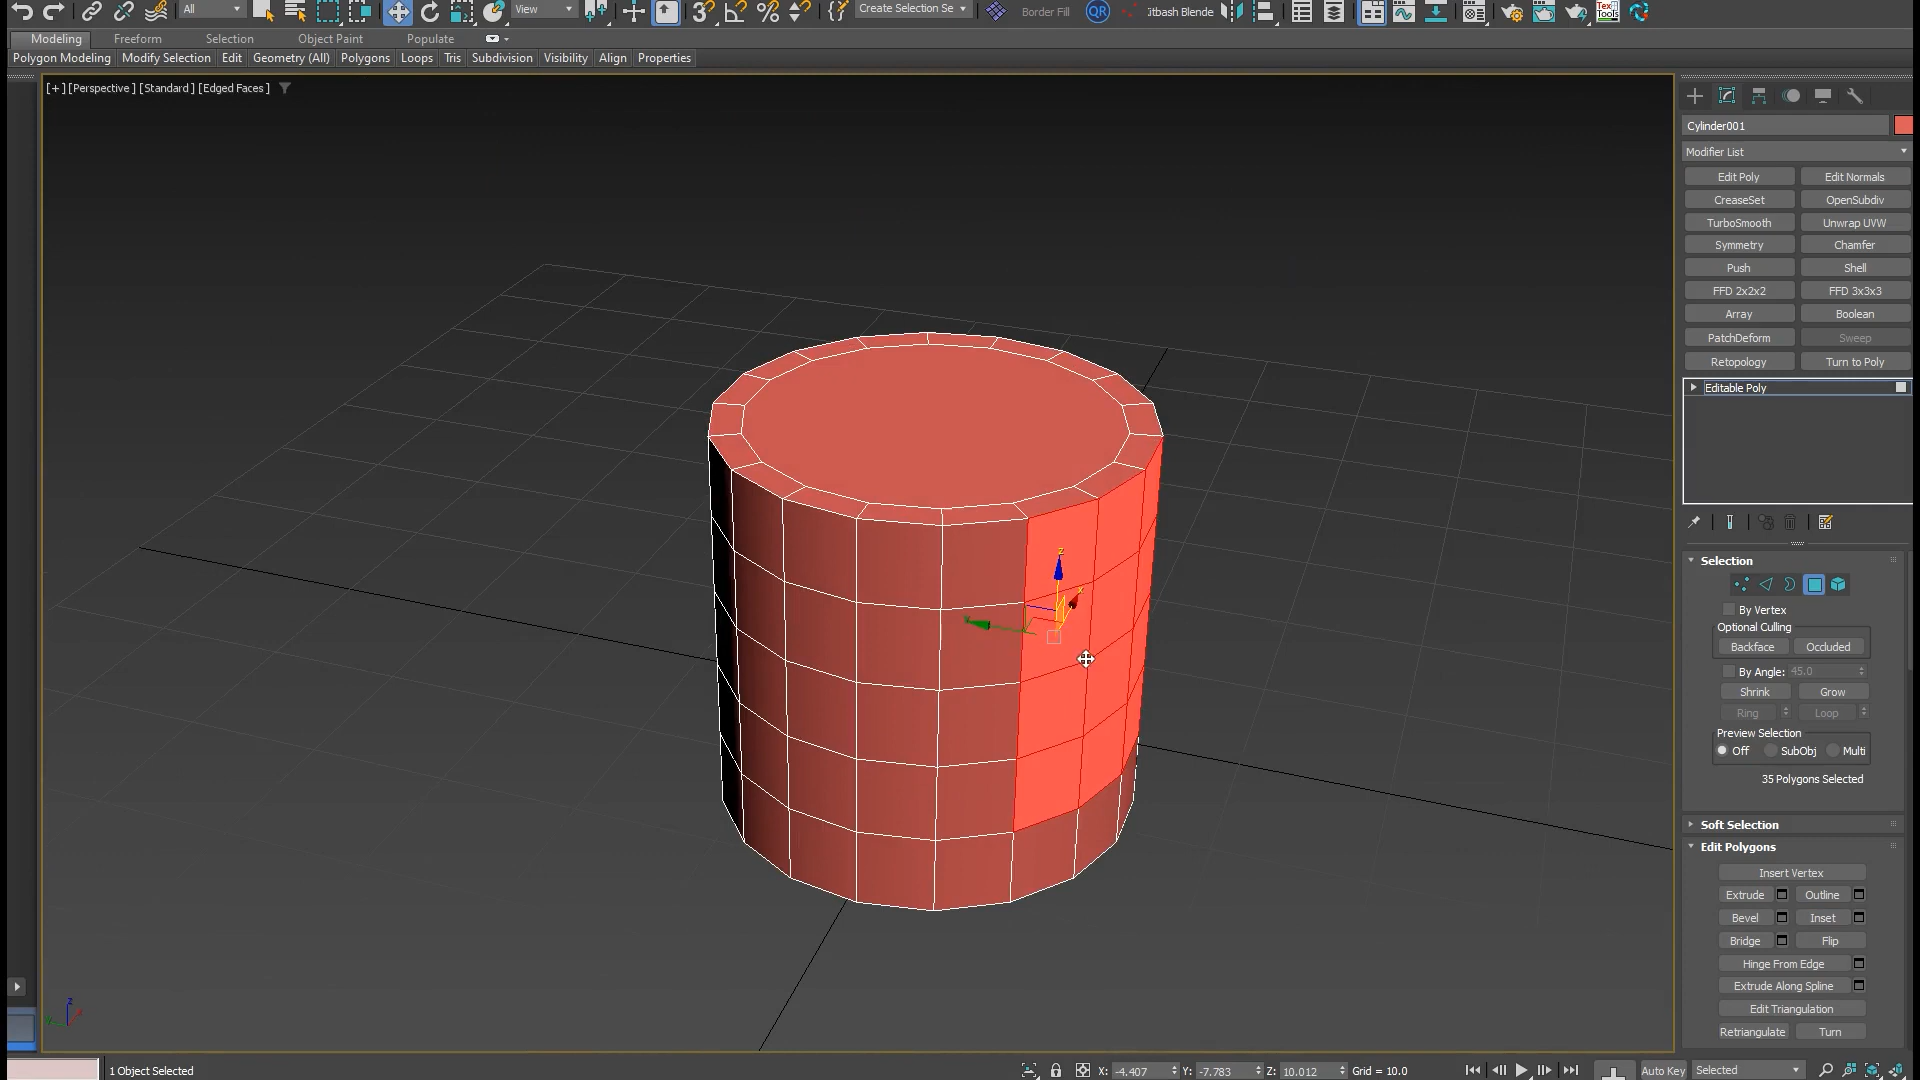 All
View
Create Selection Se
Border Fill
QR
itbash Blende
Tex
Tools
Modeling Freeform Selection Object Paint Populate
Polygon Modeling Modify Selection Edit Geometry (All) Polygons Loops Tris Subdivision Visibility Align Properties
[+] [Perspective ] [Standard ] [Edged Faces ]
Cylinder001
Modifier List
Edit Poly Edit Normals
CreaseSet OpenSubdiv
TurboSmooth Unwrap UVW
Symmetry Chamfer
Push Shell
FFD 2x2x2 FFD 3x3x3
Array Boolean
PatchDeform Sweep
Retopology Turn to Poly
Editable Poly
Selection
By Vertex
Optional Culling
Backface Occluded
By Angle: 45.0
Shrink Grow
Ring Loop
Preview Selection
Off SubObj Multi
35 Polygons Selected
Soft Selection
Edit Polygons
Insert Vertex
Extrude Outline
Bevel Inset
Bridge Flip
Hinge From Edge
Extrude Along Spline
Edit Triangulation
Retriangulate Turn
z
x
y
z
1 Object Selected
X: -4.407 Y: -7.783 Z: 10.012 Grid = 10.0
Auto Key Selected